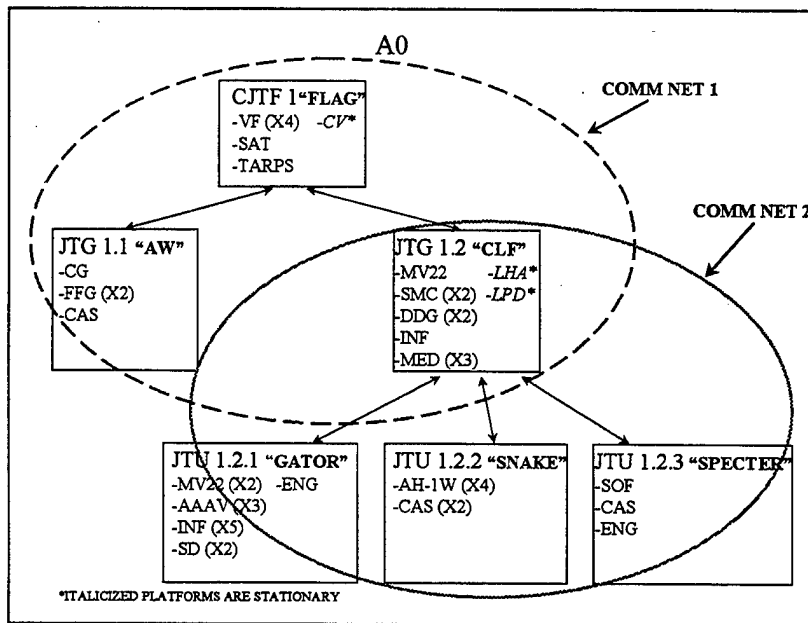 A0
COMM NET 1
CJTF 1 "FLAG"
-VF (X4) -CV*
-SAT
-TARPS
COMM NET 2
JTG 1.1 "AW"
-CG
-FFG (X2)
-CAS
JTG 1.2 "CLF"
-MV22 -LHA*
-SMC (X2) -LPD*
-DDG (X2)
-INF
-MED (X3)
JTU 1.2.1 "GATOR"
-MV22 (X2) -ENG
-AAAV (X3)
-INF (X5)
-SD (X2)
JTU 1.2.2 "SNAKE"
-AH-1W (X4)
-CAS (X2)
JTU 1.2.3 "SPECTER"
-SOF
-CAS
-ENG
*ITALICIZED PLATFORMS ARE STATIONARY